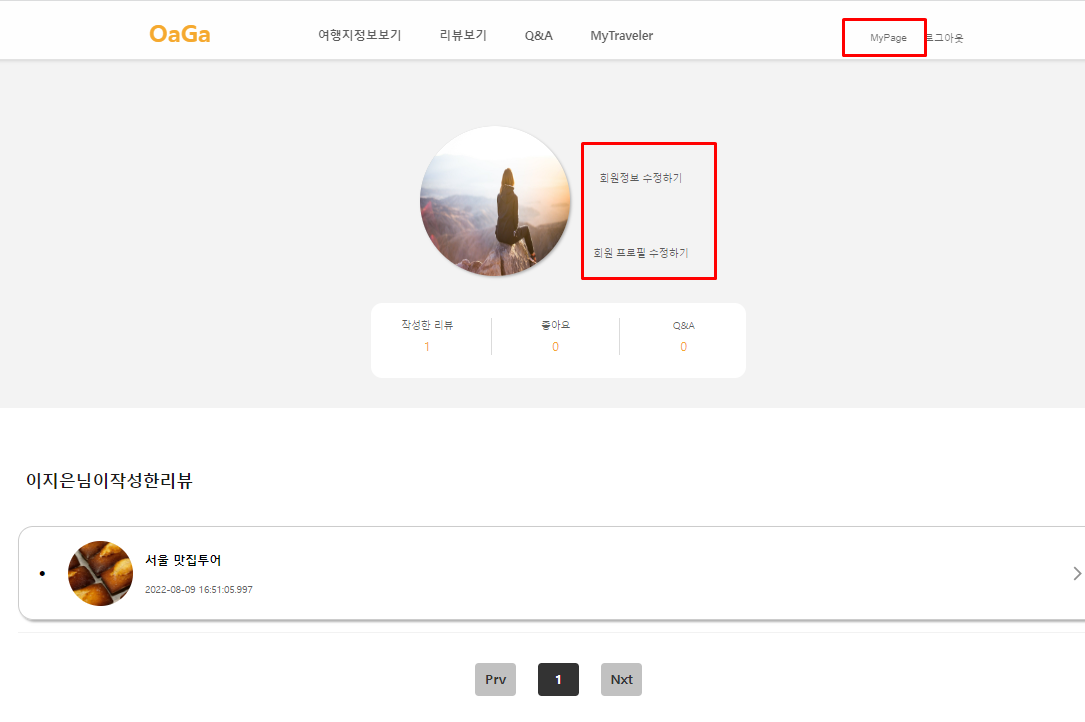 OaGa 여행지정보보기 리뷰보기 Q&A MyTraveler MyPage 로그아웃
회원정보 수정하기
회원 프로필 수정하기
작성한 리뷰 좋아요 Q&A
1 0 0
이지은님이작성한리뷰
서울 맛집투어
2022-08-09 16:51:05.997
Prv 1 Nxt